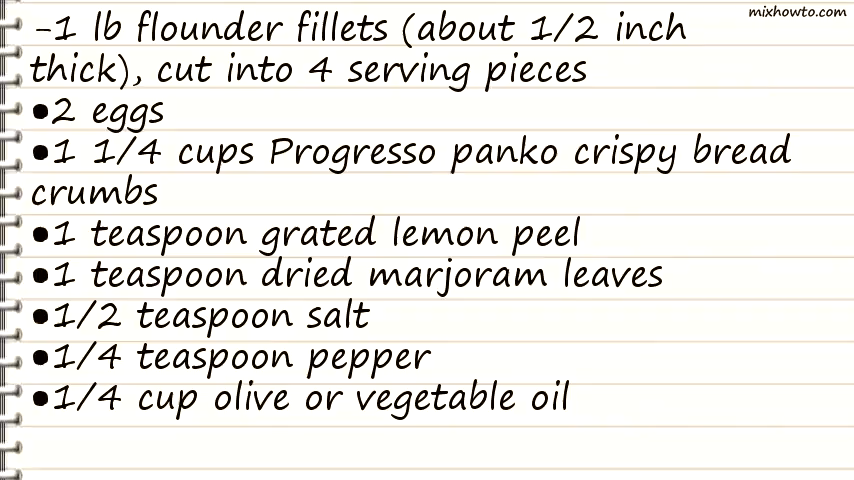 mixhowto.com
-1 lb flounder fillets (about 1/2 inch
thick), cut into 4 serving pieces
•2 eggs
•1 1/4 cups Progresso panko crispy bread
crumbs
•1 teaspoon grated lemon peel
•1 teaspoon dried marjoram leaves
•1/2 teaspoon salt
•1/4 teaspoon pepper
•1/4 cup olive or vegetable oil